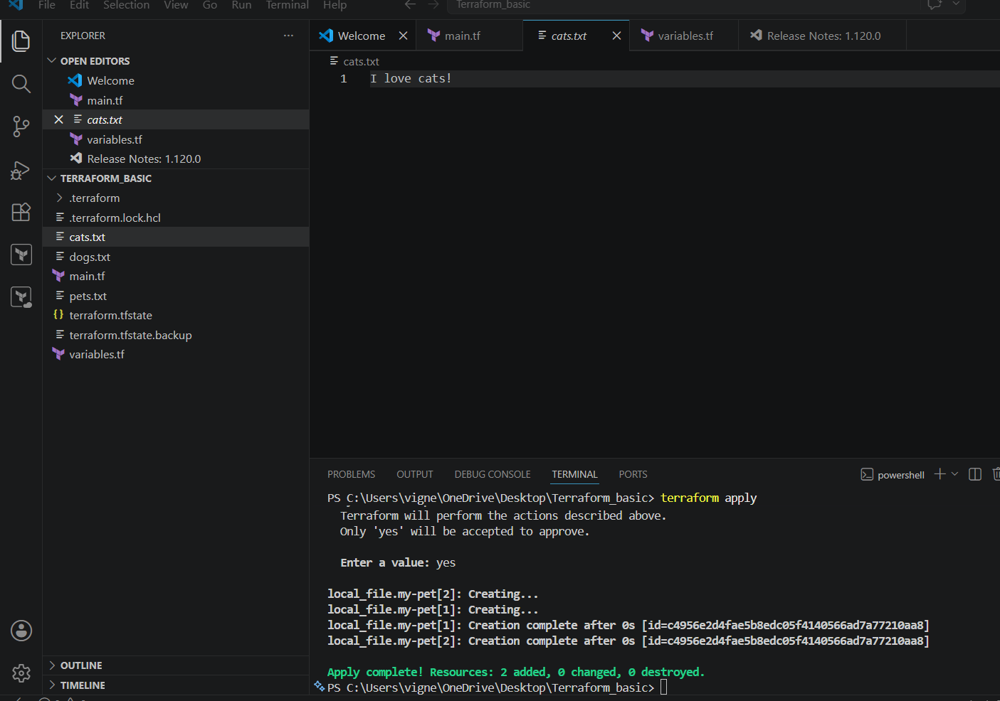 File Edit Selection View Go Run Terminal Help
Terraform_basic
EXPLORER
OPEN EDITORS
Welcome
main.tf
cats.txt
variables.tf
Release Notes: 1.120.0
TERRAFORM_BASIC
.terraform
.terraform.lock.hcl
cats.txt
dogs.txt
main.tf
pets.txt
terraform.tfstate
terraform.tfstate.backup
variables.tf
OUTLINE
TIMELINE
Welcome main.tf cats.txt variables.tf Release Notes: 1.120.0
cats.txt
1 I love cats!
PROBLEMS OUTPUT DEBUG CONSOLE TERMINAL PORTS
powershell
PS C:\Users\vigne\OneDrive\Desktop\Terraform_basic> terraform apply
Terraform will perform the actions described above.
Only 'yes' will be accepted to approve.
Enter a value: yes
local_file.my-pet[2]: Creating...
local_file.my-pet[1]: Creating...
local_file.my-pet[1]: Creation complete after 0s [id=c4956e2d4fae5b8edc05f4140566ad7a77210aa8]
local_file.my-pet[2]: Creation complete after 0s [id=c4956e2d4fae5b8edc05f4140566ad7a77210aa8]
Apply complete! Resources: 2 added, 0 changed, 0 destroyed.
PS C:\Users\vigne\OneDrive\Desktop\Terraform_basic>